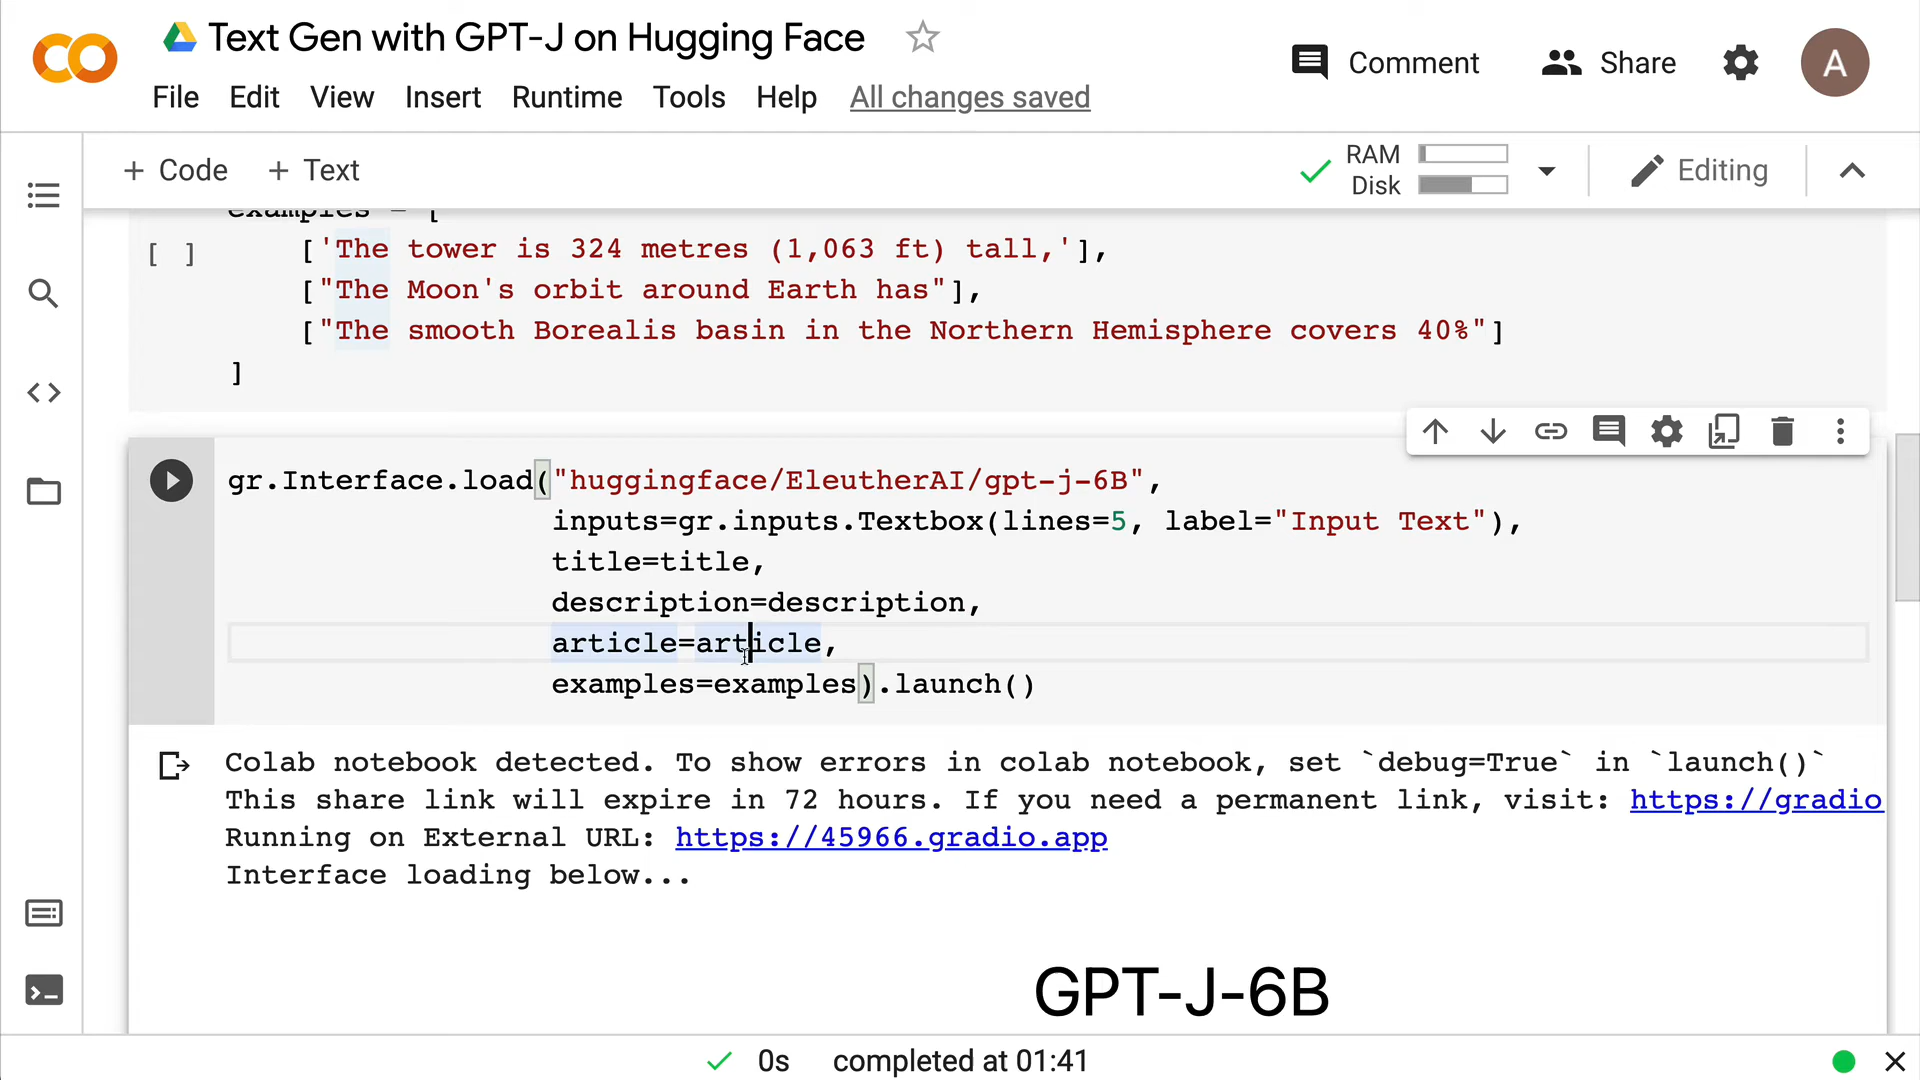 Text Gen with GPT-J on Hugging Face
Comment
Share
A
File Edit View Insert Runtime Tools Help All changes saved
+ Code + Text
RAM
Disk
Editing
examples = [
[ ]
['The tower is 324 metres (1,063 ft) tall,'],
["The Moon's orbit around Earth has"],
["The smooth Borealis basin in the Northern Hemisphere covers 40%"]
]
gr.Interface.load("huggingface/EleutherAI/gpt-j-6B",
inputs=gr.inputs.Textbox(lines=5, label="Input Text"),
title=title,
description=description,
article=article,
examples=examples).launch()
Colab notebook detected. To show errors in colab notebook, set `debug=True` in `launch()`
This share link will expire in 72 hours. If you need a permanent link, visit: https://gradio
Running on External URL: https://45966.gradio.app
Interface loading below...
GPT-J-6B
0s completed at 01:41